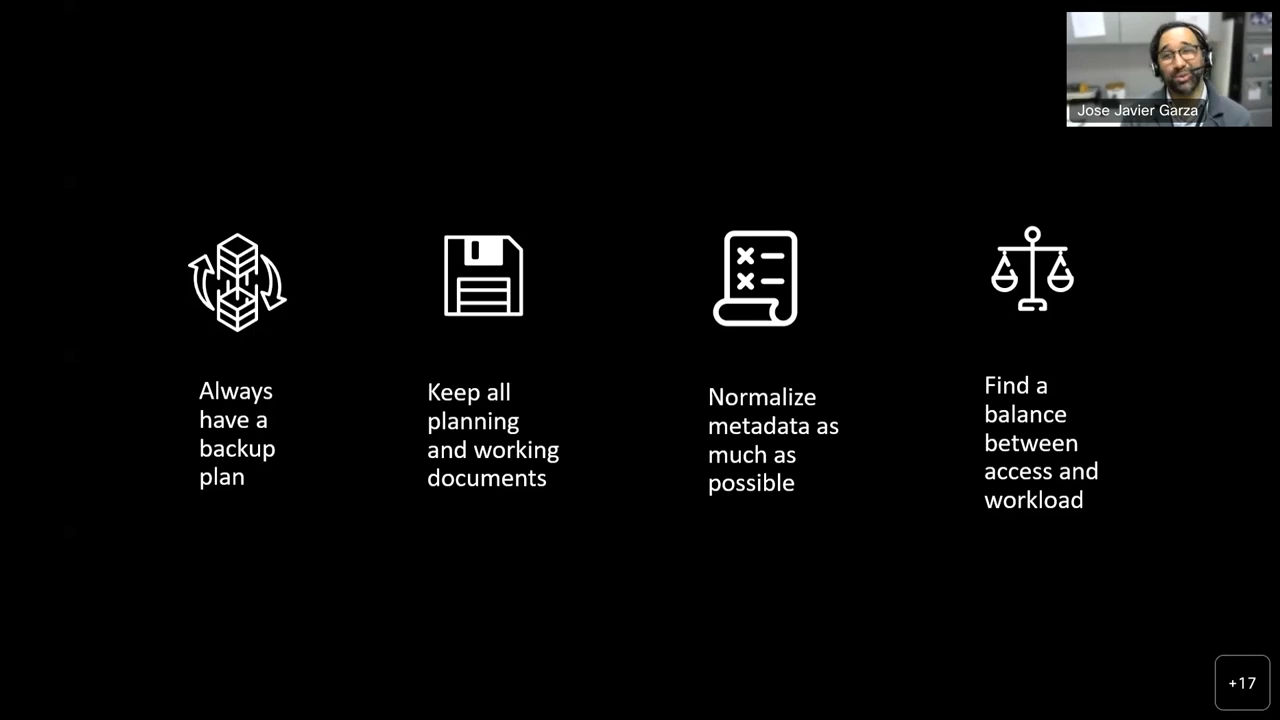 Jose Javier Garza
Always
have a
backup
plan
Keep all
planning
and working
documents
Normalize
metadata as
much as
possible
Find a
balance
between
access and
workload
+17